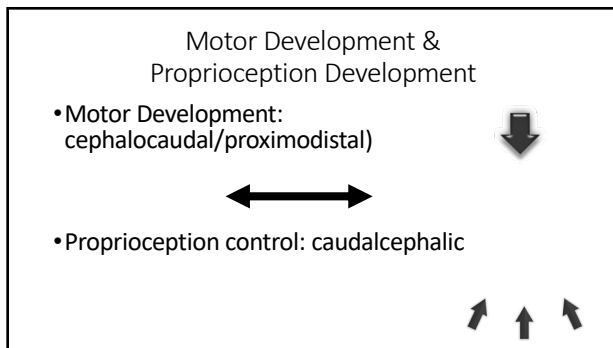 Motor Development &
Proprioception Development
•Motor Development:
cephalocaudal/proximodistal)
•Proprioception control: caudalcephalic